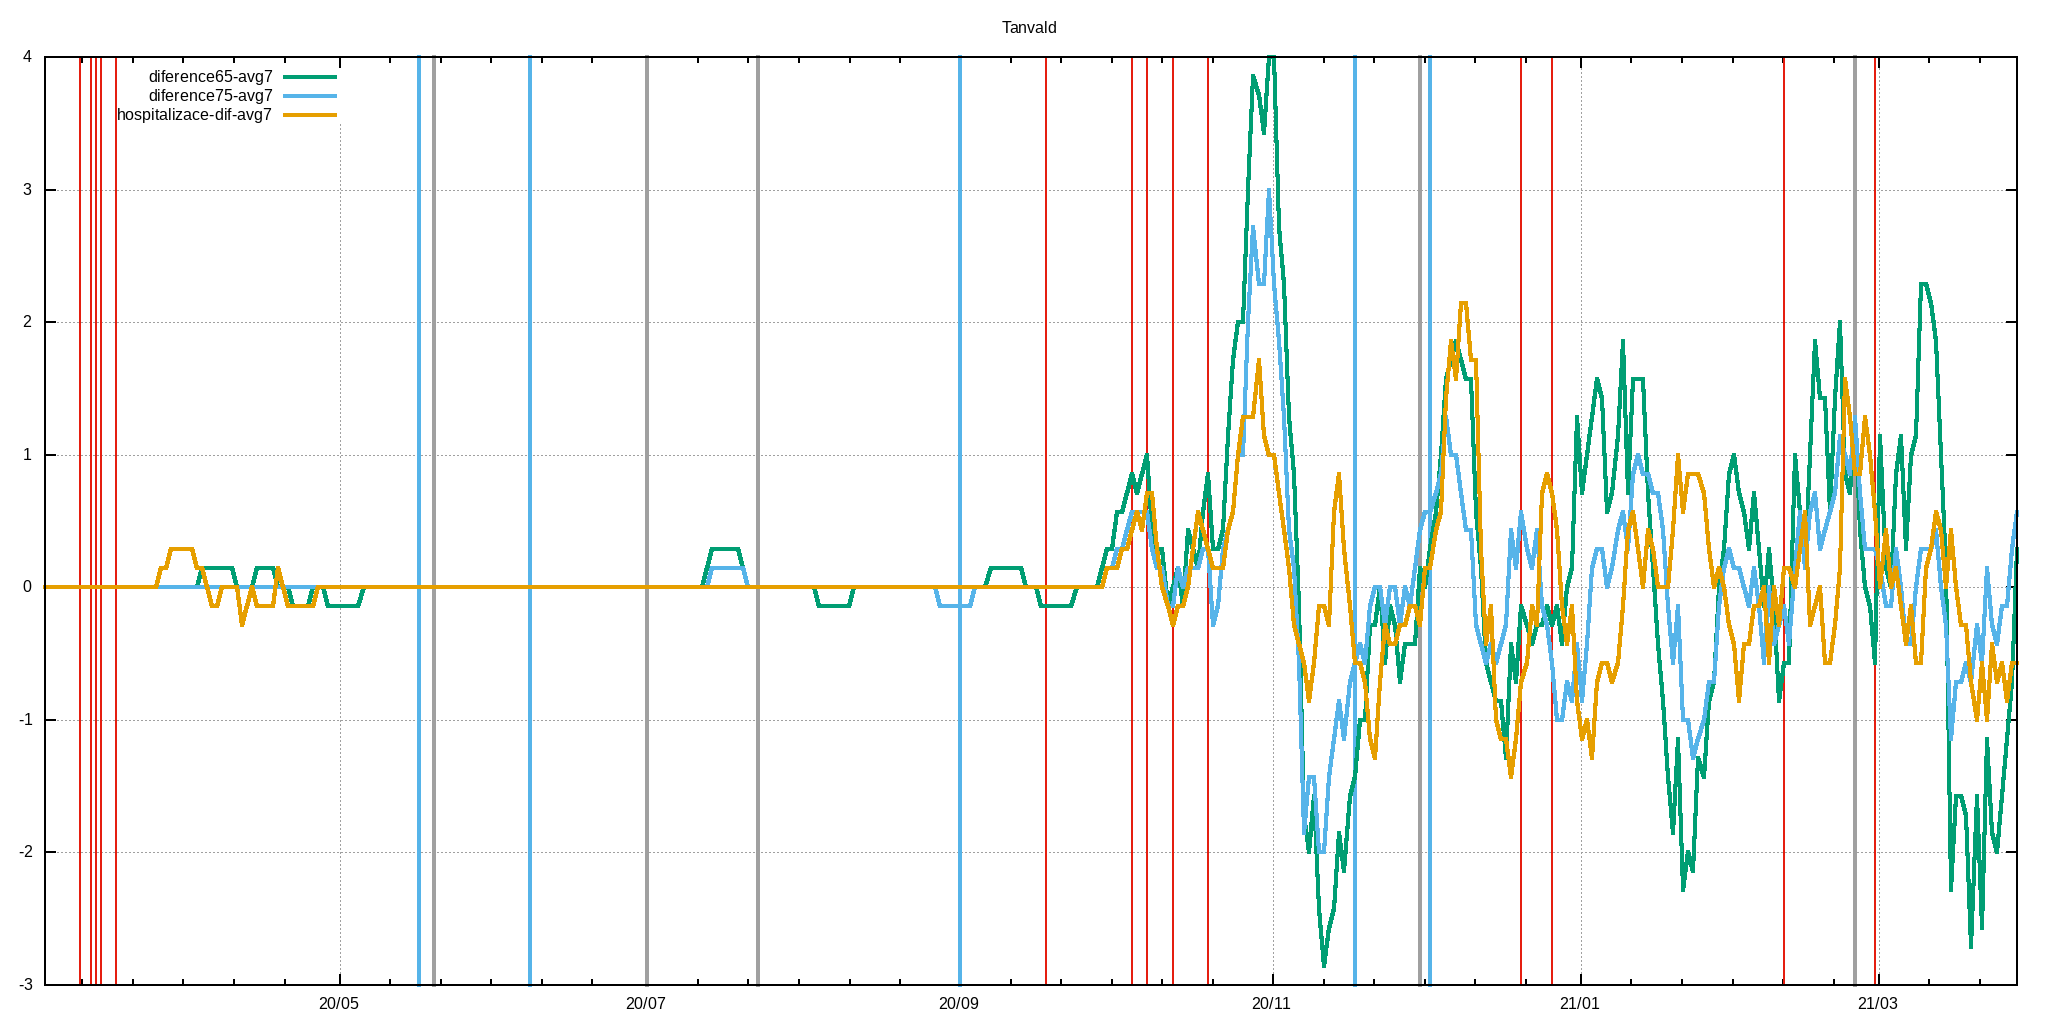 Tanvald
diference65-avg7
diference75-avg7
hospitalizace-dif-avg7
4
3
2
1
0
-1
-2
-3
20/05 20/07 20/09 20/11 21/01 21/03